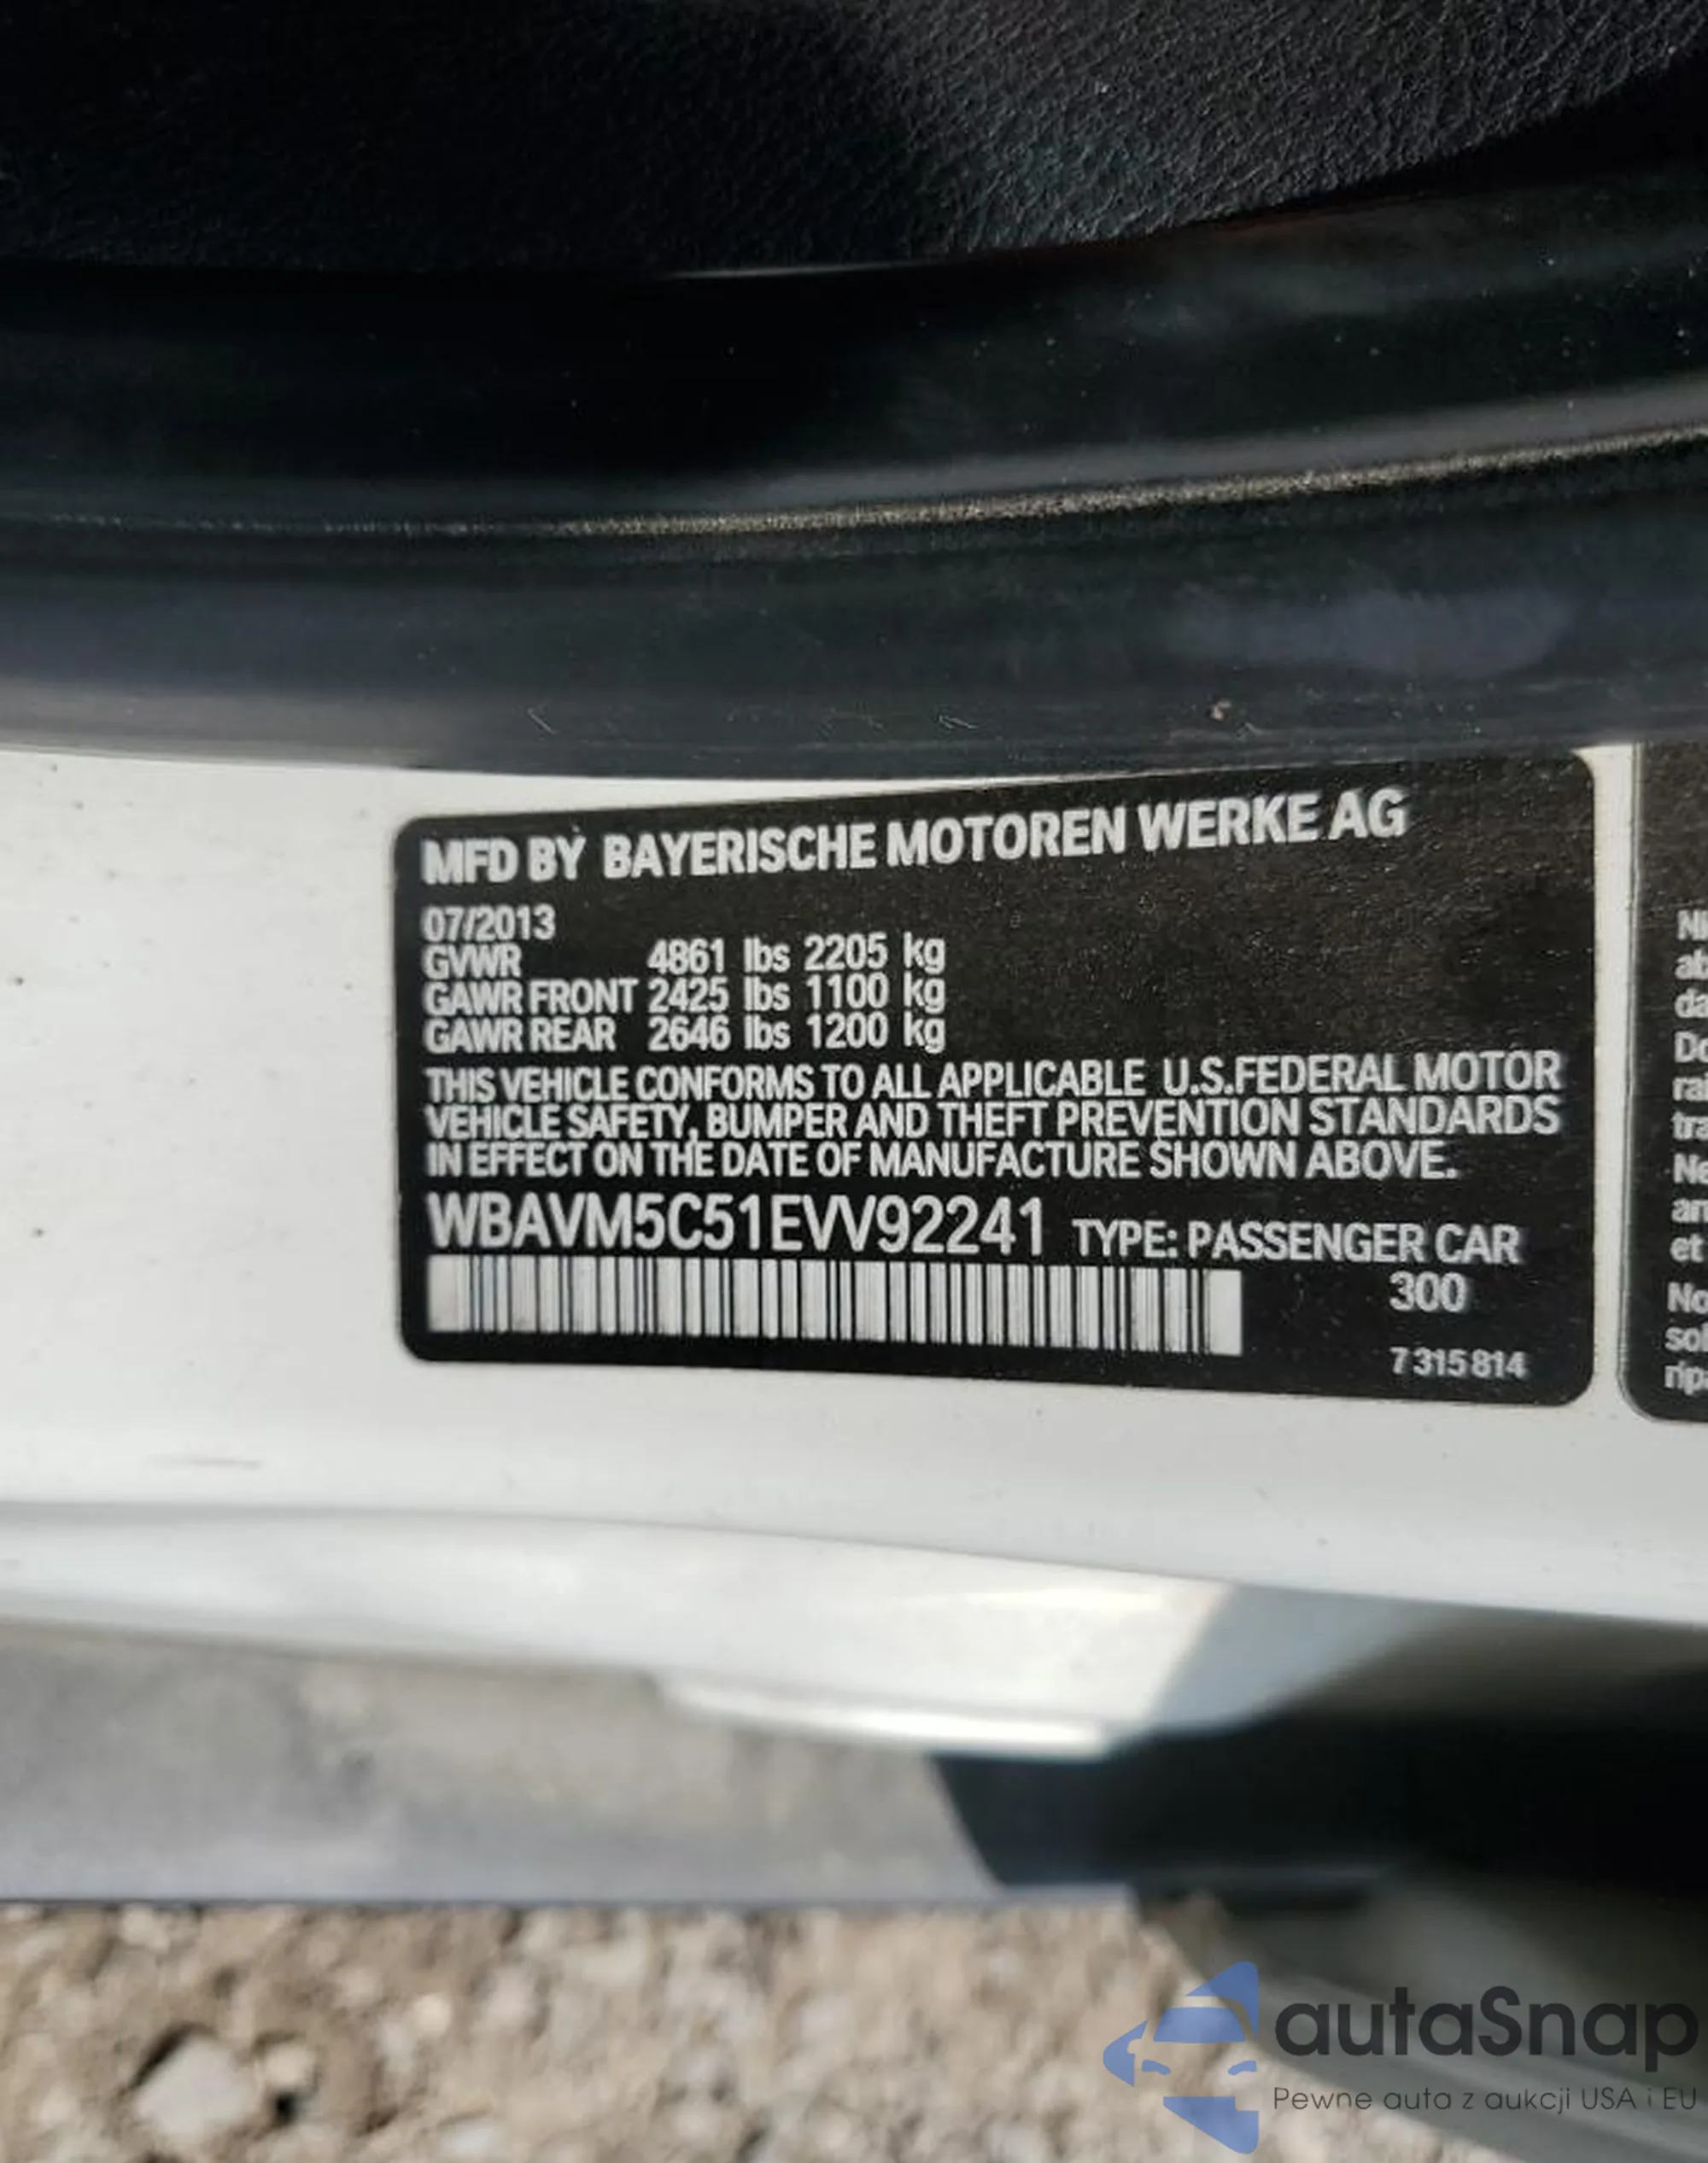 MFD BY BAYERISCHE MOTOREN WERKE AG
07/2013
GVWR 4861 lbs 2205 kg
GAWR FRONT 2425 lbs 1100 kg
GAWR REAR 2646 lbs 1200 kg
THIS VEHICLE CONFORMS TO ALL APPLICABLE U.S.FEDERAL MOTOR
VEHICLE SAFETY, BUMPER AND THEFT PREVENTION STANDARDS
IN EFFECT ON THE DATE OF MANUFACTURE SHOWN ABOVE.
WBAVM5C51EVV92241 TYPE: PASSENGER CAR
300
7 315 814
et
autaSnap
Pewne auta z aukcji USA i EU